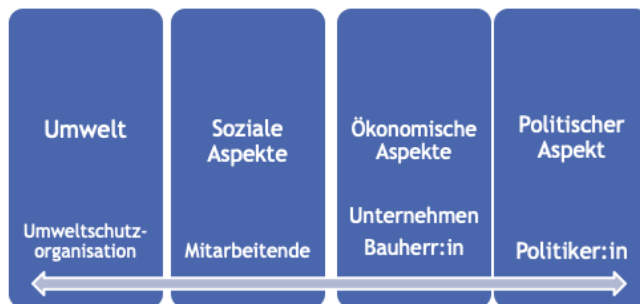 Umwelt
Umweltschutz-
organisation
Soziale
Aspekte
Mitarbeitende
Ökonomische
Aspekte
Unternehmen
Bauherr:in
Politischer
Aspekt
Politiker:in